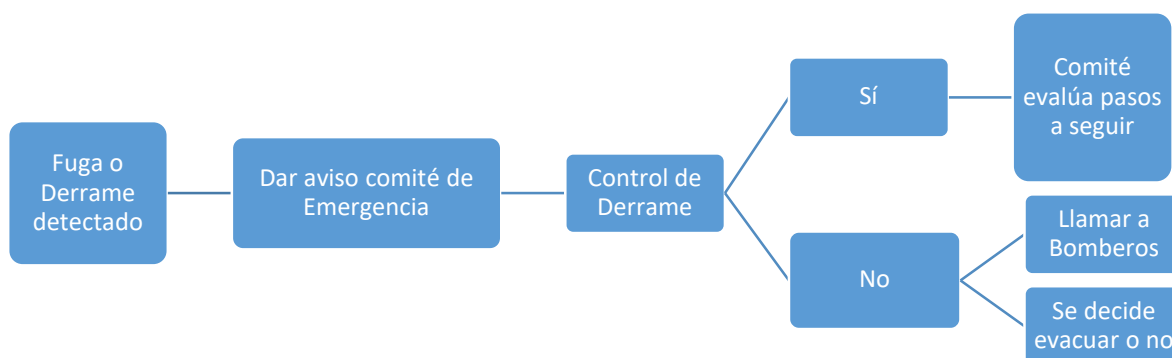 Fuga o
Derrame
detectado
Dar aviso comité de
Emergencia
Control de
Derrame
Sí
Comité
evalúa pasos
a seguir
No
Llamar a
Bomberos
Se decide
evacuar o no